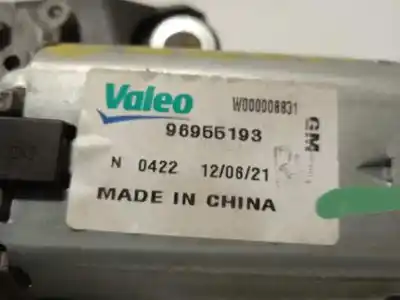 Valeo
W000008831
96955193
GM
N 0422 12/06/21
MADE IN CHINA